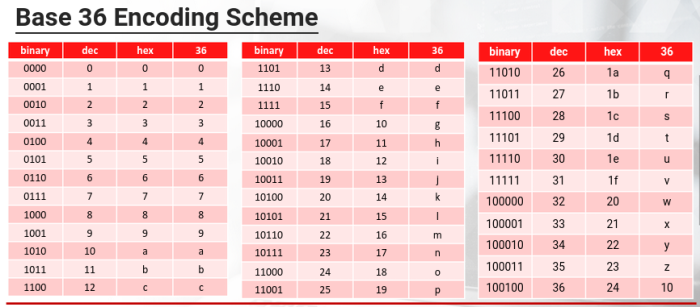 Base 36 Encoding Scheme
binary dec hex 36
0000 0 0 0
0001 1 1 1
0010 2 2 2
0011 3 3 3
0100 4 4 4
0101 5 5 5
0110 6 6 6
0111 7 7 7
1000 8 8 8
1001 9 9 9
1010 10 a a
1011 11 b b
1100 12 c c
binary dec hex 36
1101 13 d d
1110 14 e e
1111 15 f f
10000 16 10 g
10001 17 11 h
10010 18 12 i
10011 19 13 j
10100 20 14 k
10101 21 15 l
10110 22 16 m
10111 23 17 n
11000 24 18 o
11001 25 19 p
binary dec hex 36
11010 26 1a q
11011 27 1b r
11100 28 1c s
11101 29 1d t
11110 30 1e u
11111 31 1f v
100000 32 20 w
100001 33 21 x
100010 34 22 y
100011 35 23 z
100100 36 24 10